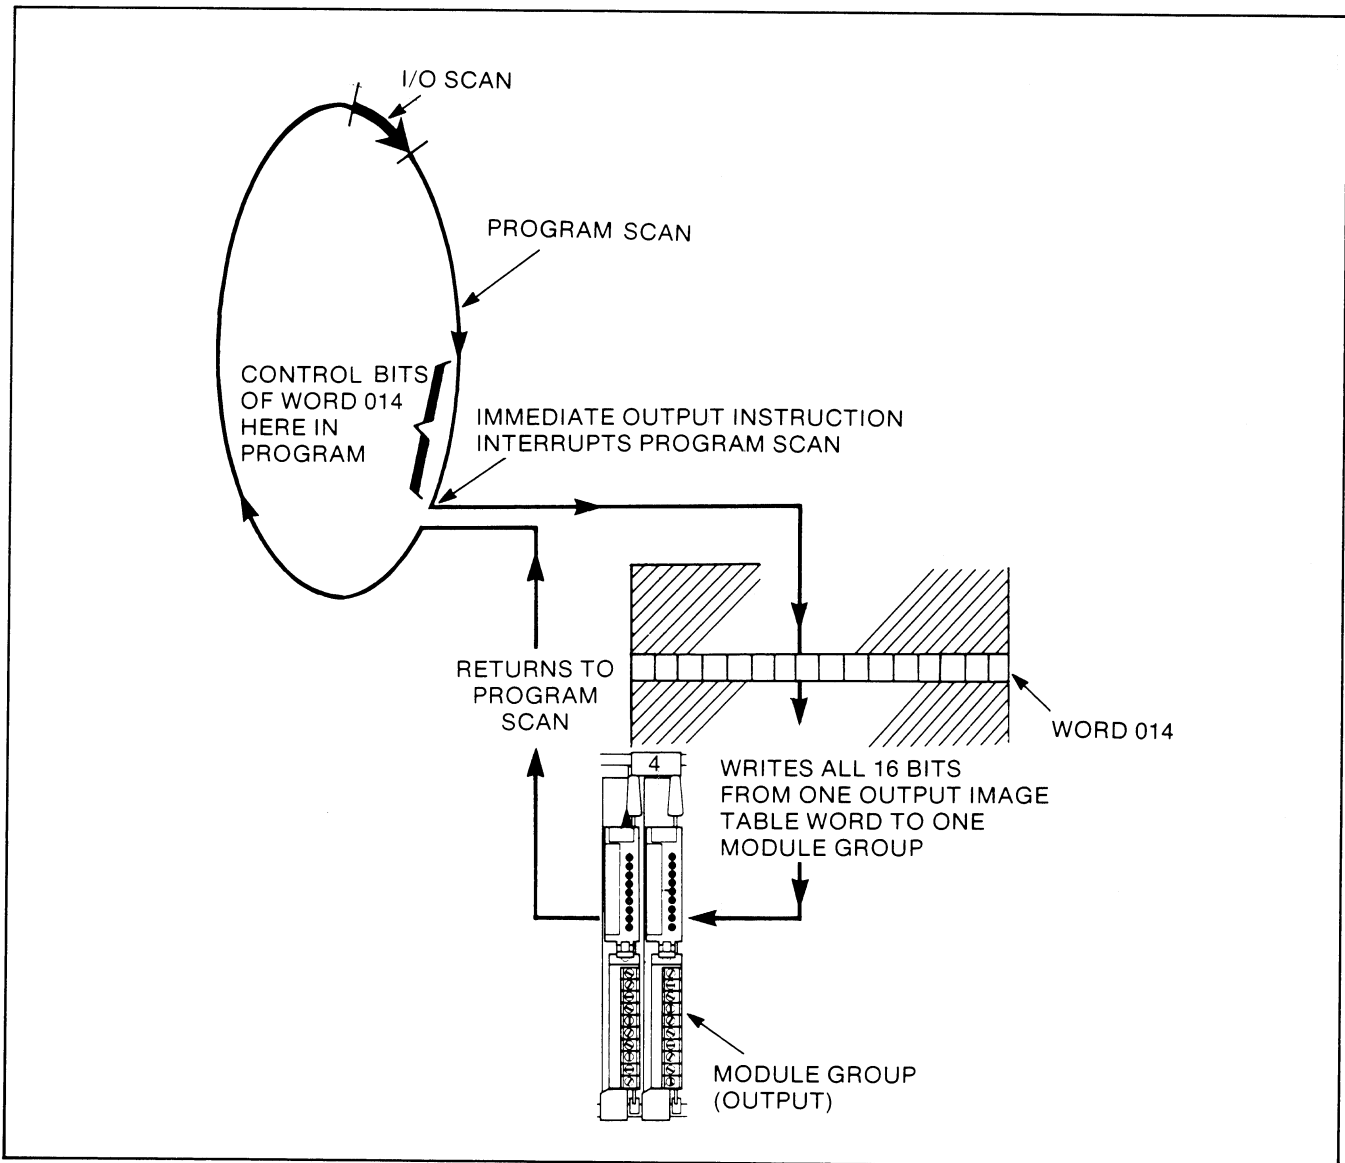 I/O SCAN
PROGRAM SCAN
CONTROL BITS
OF WORD 014
HERE IN
PROGRAM
IMMEDIATE OUTPUT INSTRUCTION
INTERRUPTS PROGRAM SCAN
RETURNS TO
PROGRAM
SCAN
WORD 014
4
WRITES ALL 16 BITS
FROM ONE OUTPUT IMAGE
TABLE WORD TO ONE
MODULE GROUP
MODULE GROUP
(OUTPUT)